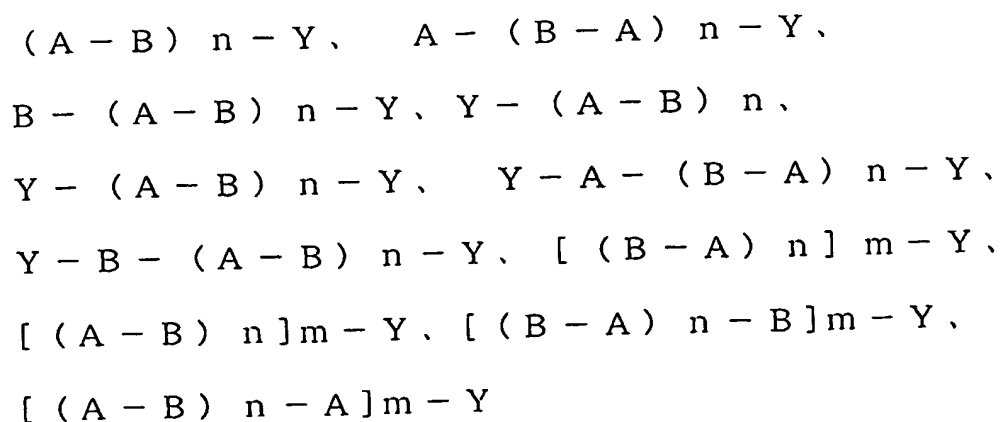 (A-B) n-Y、 A-(B-A) n-Y、
B-(A-B) n-Y、Y-(A-B) n、
Y-(A-B) n-Y、 Y-A-(B-A) n-Y、
Y-B-(A-B) n-Y、[(B-A) n] m-Y、
[(A-B) n]m-Y、[(B-A) n-B]m-Y、
[(A-B) n-A]m-Y